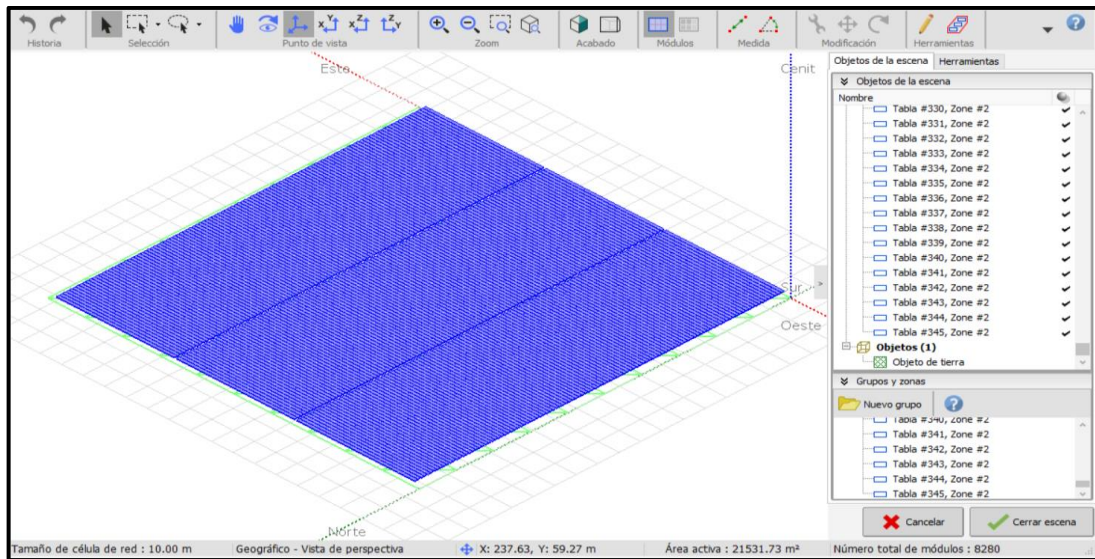 Historia
Selección
Punto de vista
Zoom
Acabado
Módulos
Medida
Modificación
Herramientas
Este
Cenit
Sur
Oeste
Norte
Objetos de la escena Herramientas
Objetos de la escena
Nombre
Tabla #330, Zone #2
Tabla #331, Zone #2
Tabla #332, Zone #2
Tabla #333, Zone #2
Tabla #334, Zone #2
Tabla #335, Zone #2
Tabla #336, Zone #2
Tabla #337, Zone #2
Tabla #338, Zone #2
Tabla #339, Zone #2
Tabla #340, Zone #2
Tabla #341, Zone #2
Tabla #342, Zone #2
Tabla #343, Zone #2
Tabla #344, Zone #2
Tabla #345, Zone #2
Objetos (1)
Objeto de tierra
Grupos y zonas
Nuevo grupo
Tabla #340, Zone #2
Tabla #341, Zone #2
Tabla #342, Zone #2
Tabla #343, Zone #2
Tabla #344, Zone #2
Tabla #345, Zone #2
Cancelar Cerrar escena
Tamaño de célula de red : 10.00 m Geográfico - Vista de perspectiva X: 237.63, Y: 59.27 m Área activa : 21531.73 m² Número total de módulos : 8280